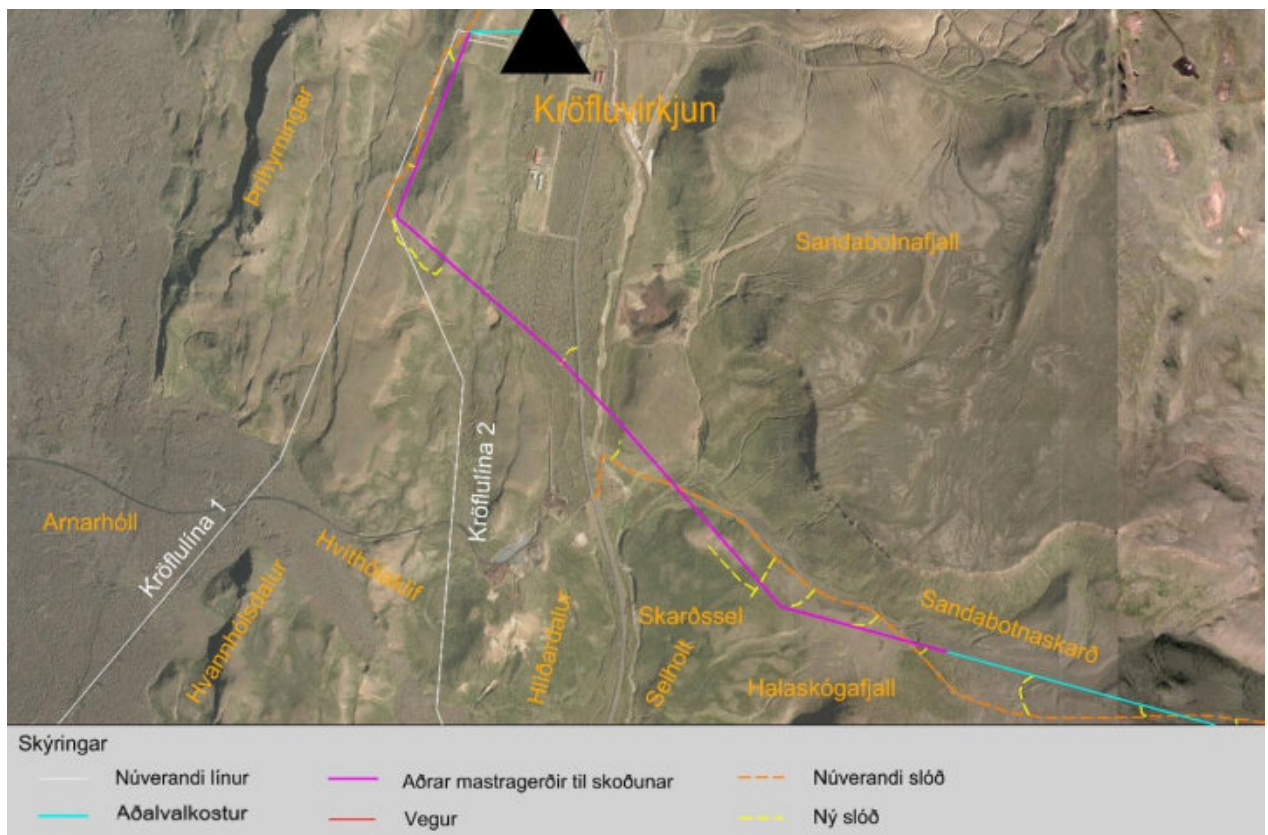 Kröfluvirkjun
Þríhyrningar
Sandabotnafjall
Kröflulína 2
Arnarhóll
Kröflulína 1
Hvíthólaklif
Hvannhólsdalur
Hlíðardalur
Skarðssel
Selholt
Sandabotnaskarð
Halaskógafjall
Skýringar
Núverandi línur
Aðrar mastragerðir til skoðunar
Núverandi slóð
Aðalvalkostur
Vegur
Ný slóð